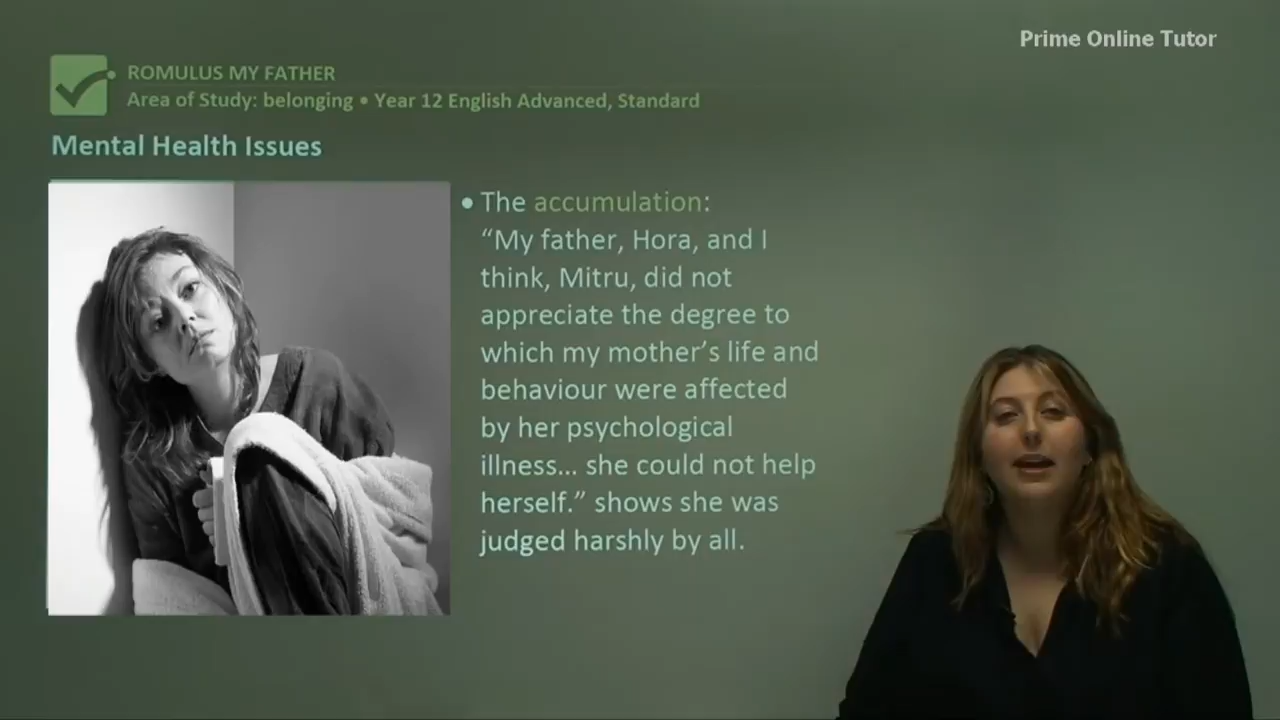 Prime Online Tutor
ROMULUS MY FATHER
Area of Study: belonging • Year 12 English Advanced, Standard
Mental Health Issues
• The accumulation:
“My father, Hora, and I
think, Mitru, did not
appreciate the degree to
which my mother’s life and
behaviour were affected
by her psychological
illness... she could not help
herself.” shows she was
judged harshly by all.